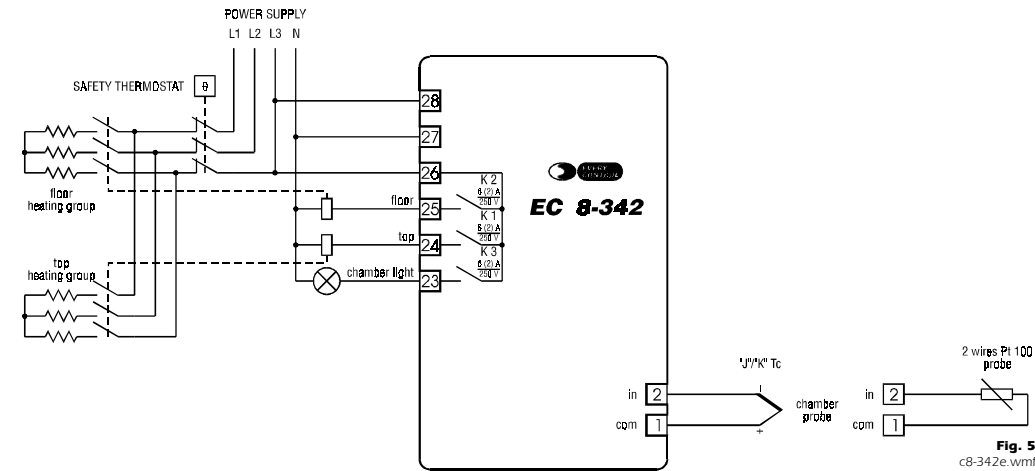 POWER SUPPLY
L1 L2 L3 N
SAFETY THERMOSTAT θ
28
27
26
K 2
6 (2) A
250 V
floor
25
K 1
6 (2) A
250 V
top
24
K 3
6 (2) A
250 V
chamber light
23
floor
heating group
top
heating group
EVERY
CONTROL
EC 8-342
"J"/"K" Tc
in 2
com 1
-
+
chamber
probe
2 wires Pt 100
probe
in 2
com 1
Fig. 5
c8-342e.wmf